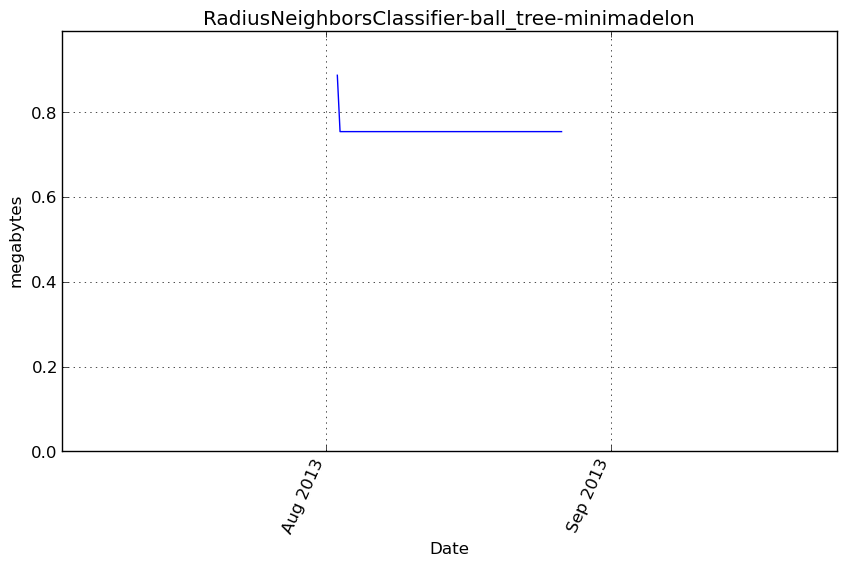 RadiusNeighborsClassifier-ball_tree-minimadelon
0.8
0.6
0.4
0.2
0.0
megabytes
Aug 2013
Sep 2013
Date